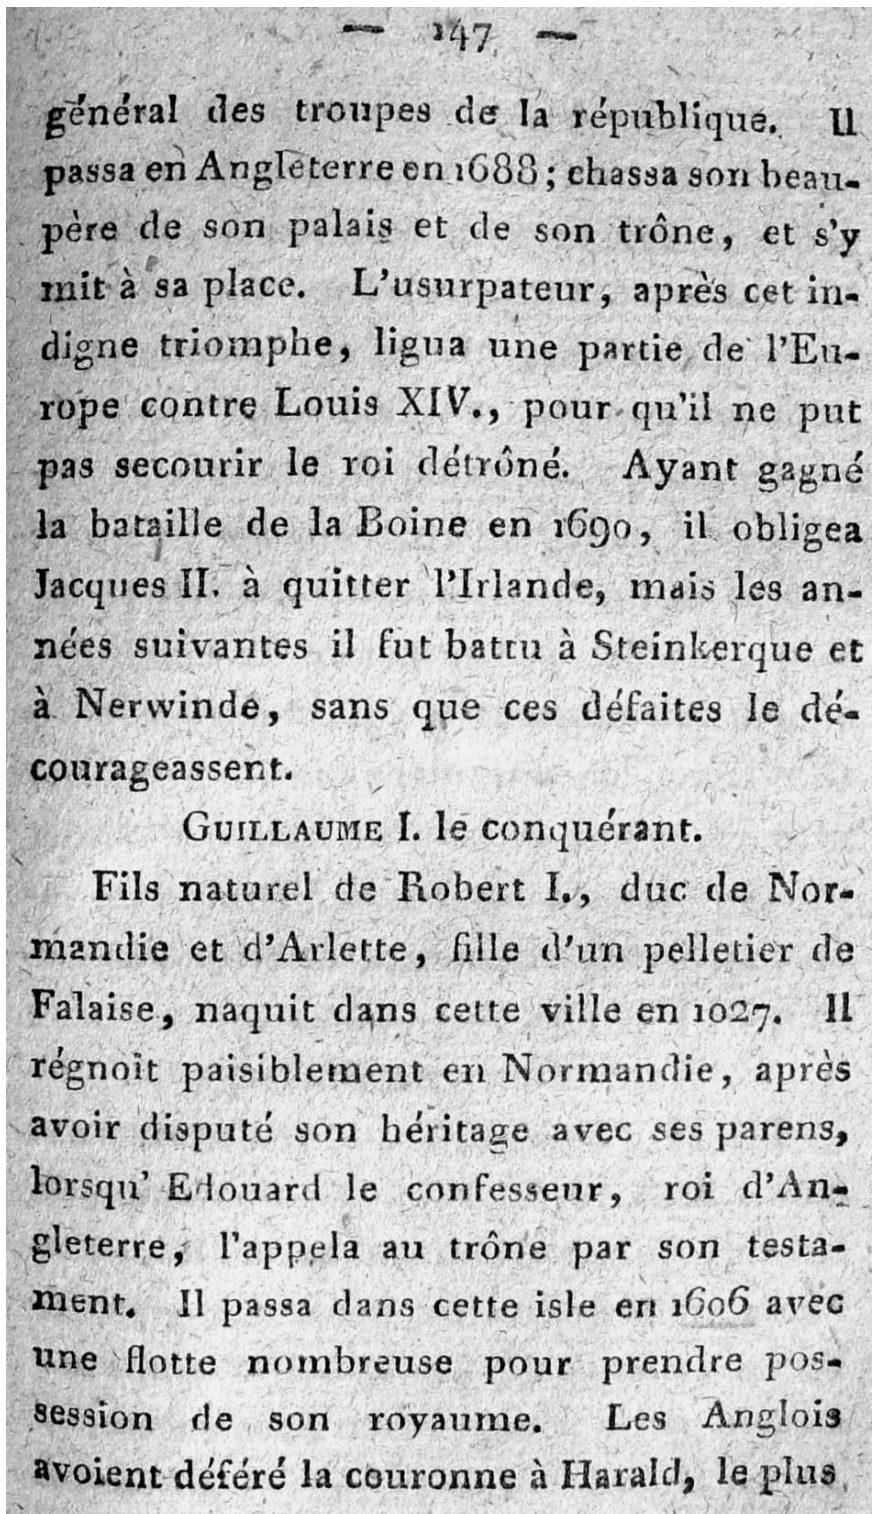 — 147 —
général des troupes de la république. Il
passa en Angleterre en 1688; chassa son beau-
père de son palais et de son trône, et s'y
mit à sa place. L'usurpateur, après cet in-
digne triomphe, ligua une partie de l'Eu-
rope contre Louis XIV., pour qu'il ne put
pas secourir le roi détrôné. Ayant gagné
la bataille de la Boine en 1690, il obligea
Jacques II. à quitter l'Irlande, mais les an-
nées suivantes il fut battu à Steinkerque et
à Nerwinde, sans que ces défaites le dé-
courageassent.
GUILLAUME I. le conquérant.
Fils naturel de Robert I., duc de Nor-
mandie et d'Arlette, fille d'un pelletier de
Falaise, naquit dans cette ville en 1027. Il
régnoit paisiblement en Normandie, après
avoir disputé son héritage avec ses parens,
lorsqu' Edouard le confesseur, roi d'An-
gleterre, l'appela au trône par son testa-
ment. Il passa dans cette isle en 1606 avec
une flotte nombreuse pour prendre pos-
session de son royaume. Les Anglois
avoient déféré la couronne à Harald, le plus